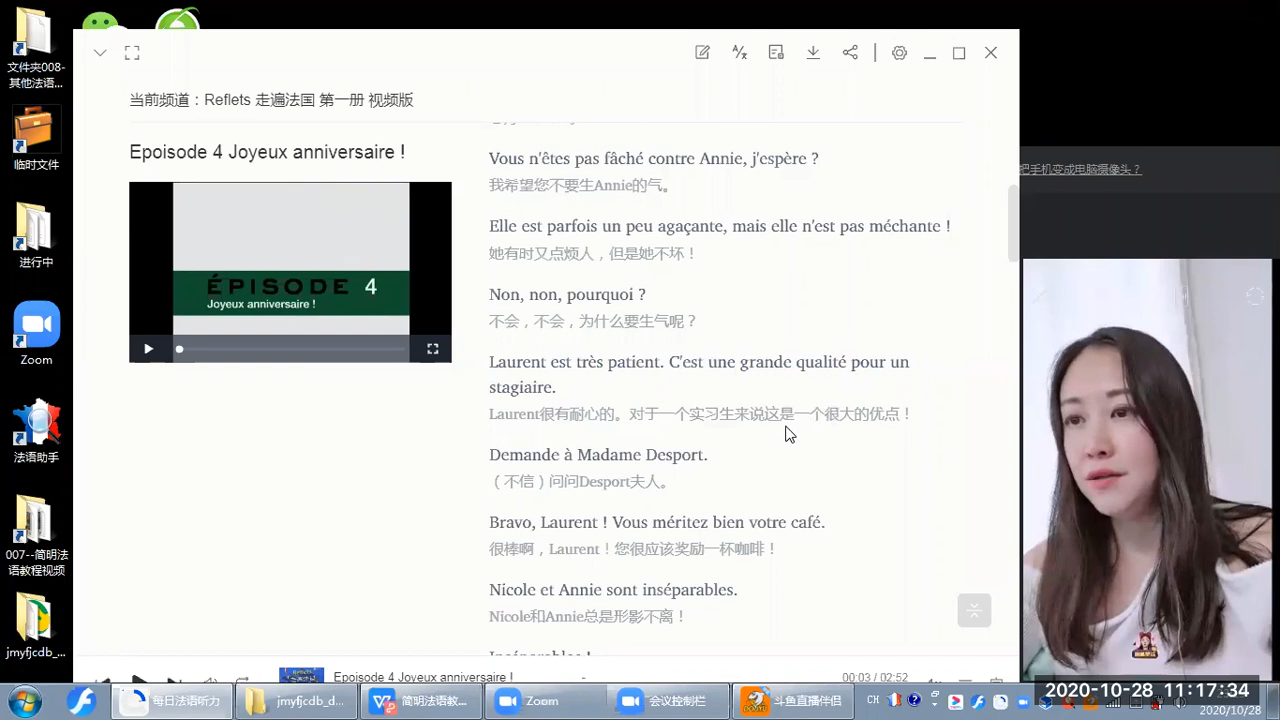 当前频道：Reflets 走遍法国 第一册 视频版
Epoisode 4 Joyeux anniversaire !
ÉPISODE 4
Joyeux anniversaire !
Vous n'êtes pas fâché contre Annie, j'espère ?
我希望您不要生Annie的气。
Elle est parfois un peu agaçante, mais elle n'est pas méchante !
她有时又点烦人，但是她不坏！
Non, non, pourquoi ?
不会，不会，为什么要生气呢？
Laurent est très patient. C'est une grande qualité pour un
stagiaire.
Laurent很有耐心的。对于一个实习生来说这是一个很大的优点！
Demande à Madame Desport.
（不信）问问Desport夫人。
Bravo, Laurent ! Vous méritez bien votre café.
很棒啊，Laurent！您很应该奖励一杯咖啡！
Nicole et Annie sont inséparables.
Nicole和Annie总是形影不离！
Inséparables !
Epoisode 4 Joyeux anniversaire !
-
00:03 / 02:52
文件夹008-
其他法语...
临时文件
进行中
Zoom
法语助手
007--简明法
语教程视频
jmyfjcdb_...
把手机变成电脑摄像头？
每日法语听力
jmyfjcdb_d...
简明法语教...
Zoom
会议控制栏
斗鱼直播伴侣
CH
2020-10-28 11:17:34
2020/10/28